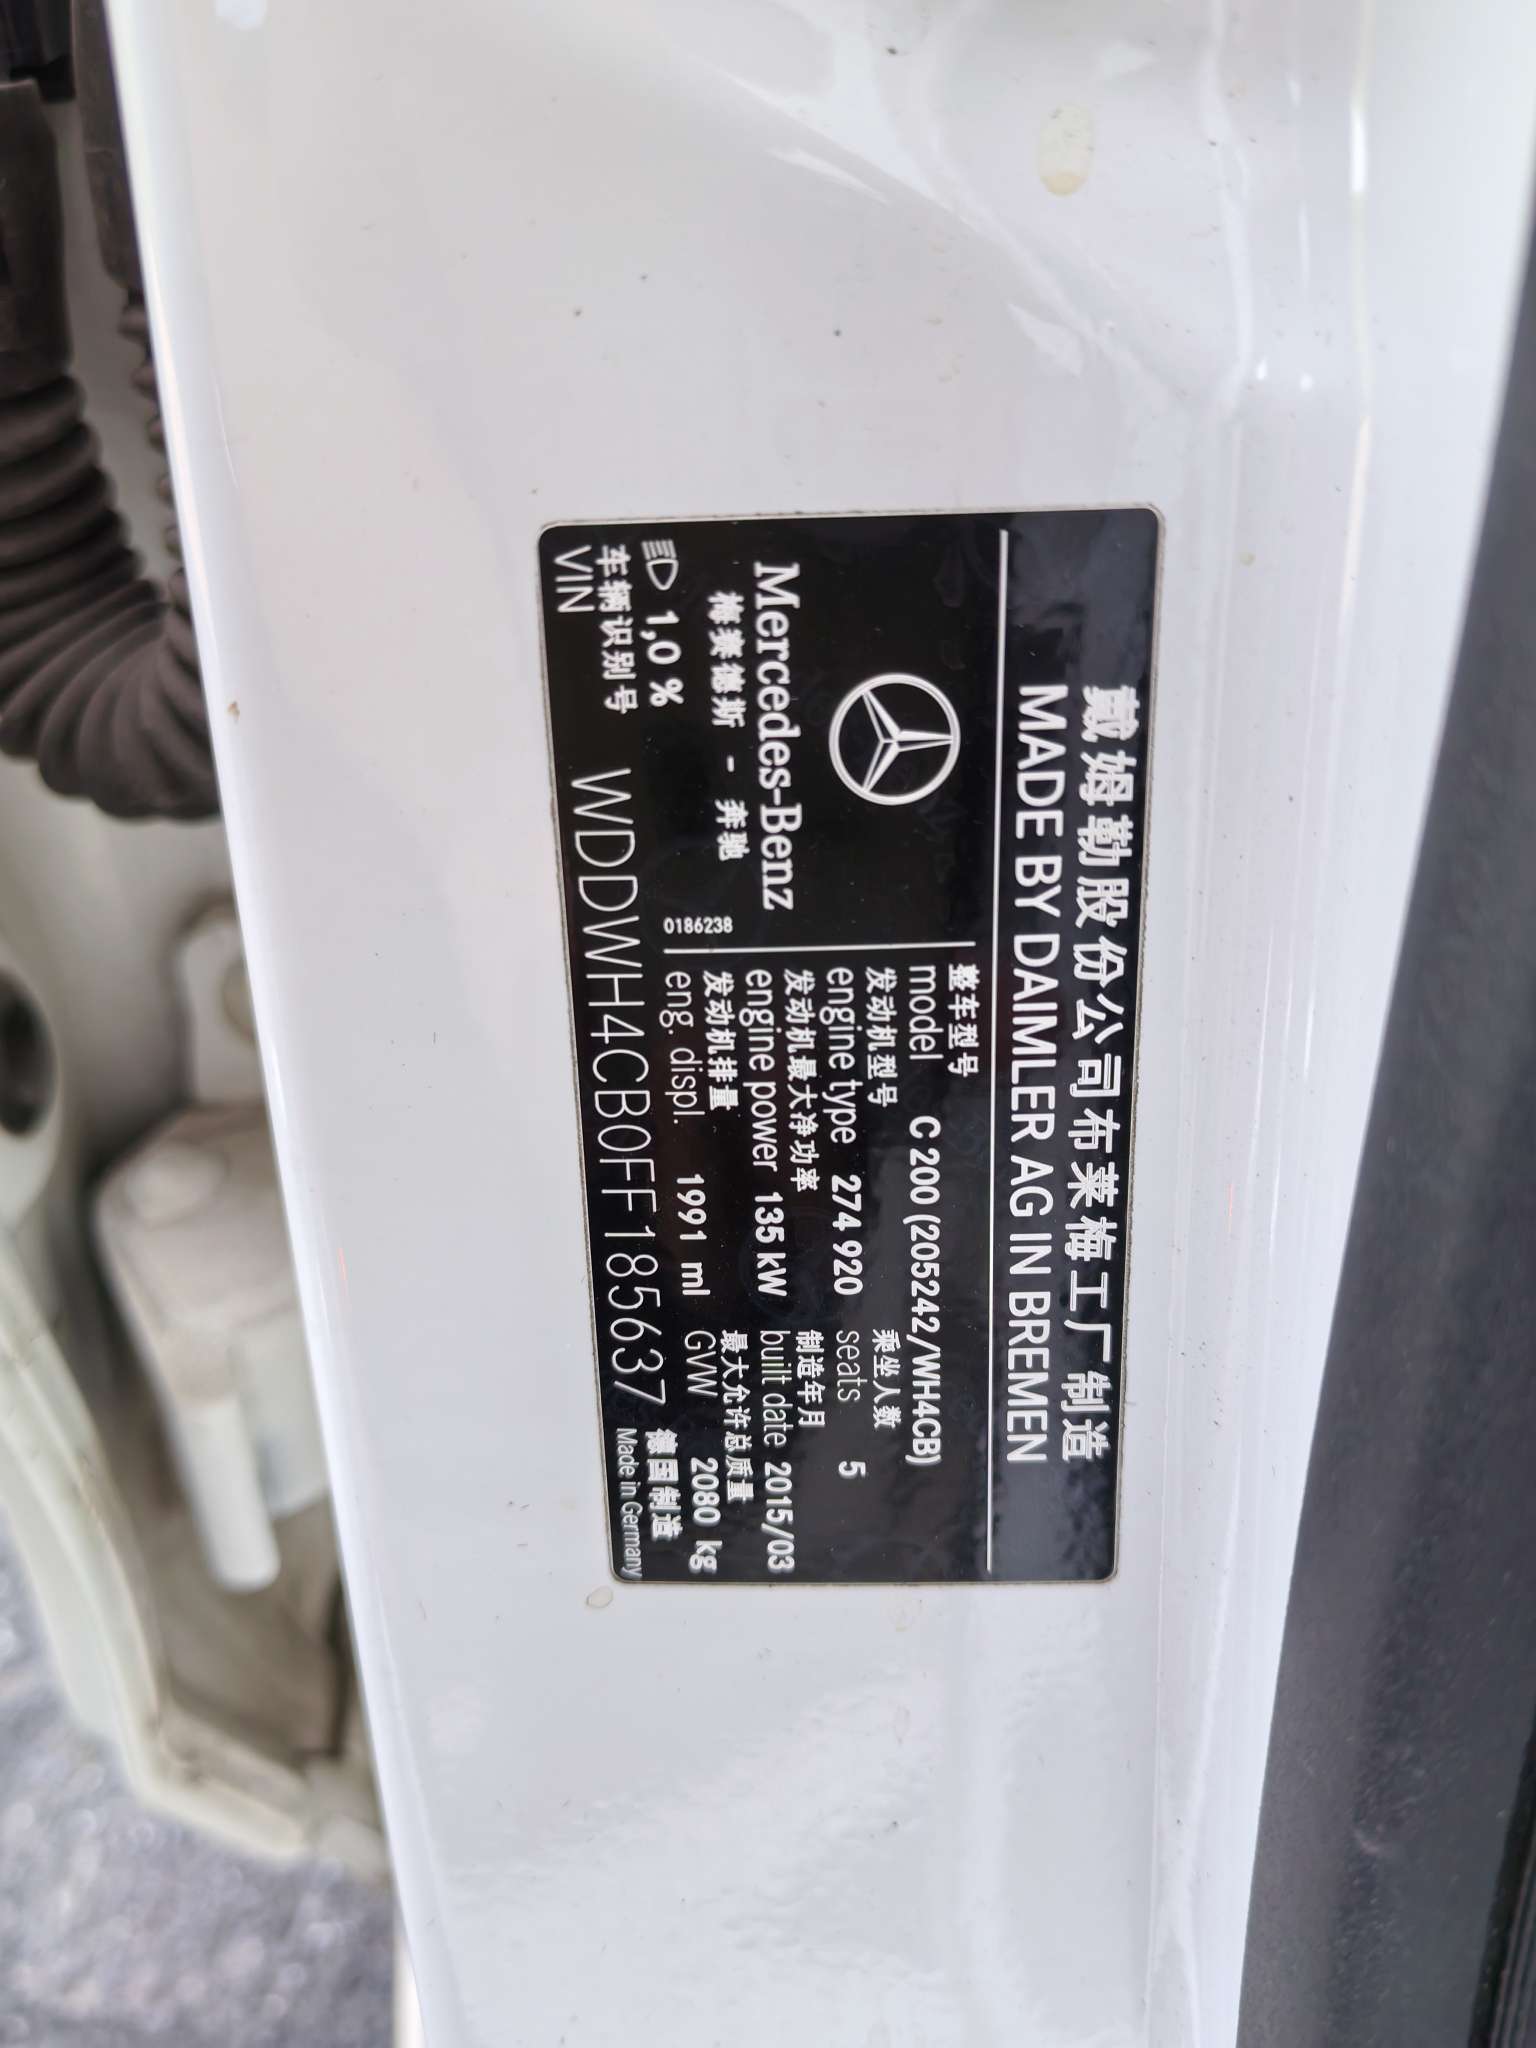 戴姆勒股份公司布莱梅工厂制造
MADE BY DAIMLER AG IN BREMEN
Mercedes-Benz
梅赛德斯 - 奔驰
0186238
1,0 %
整车型号
model C 200 (205242/WH4CB)
发动机型号 乘坐人数
engine type 274 920 seats 5
发动机最大净功率 制造年月
engine power 135 kW built date 2015/03
发动机排量 最大允许总质量
eng. displ. 1991 ml GVW 2080 kg
车辆识别号 德国制造
VIN WDDWH4CB0FF185637 Made in Germany